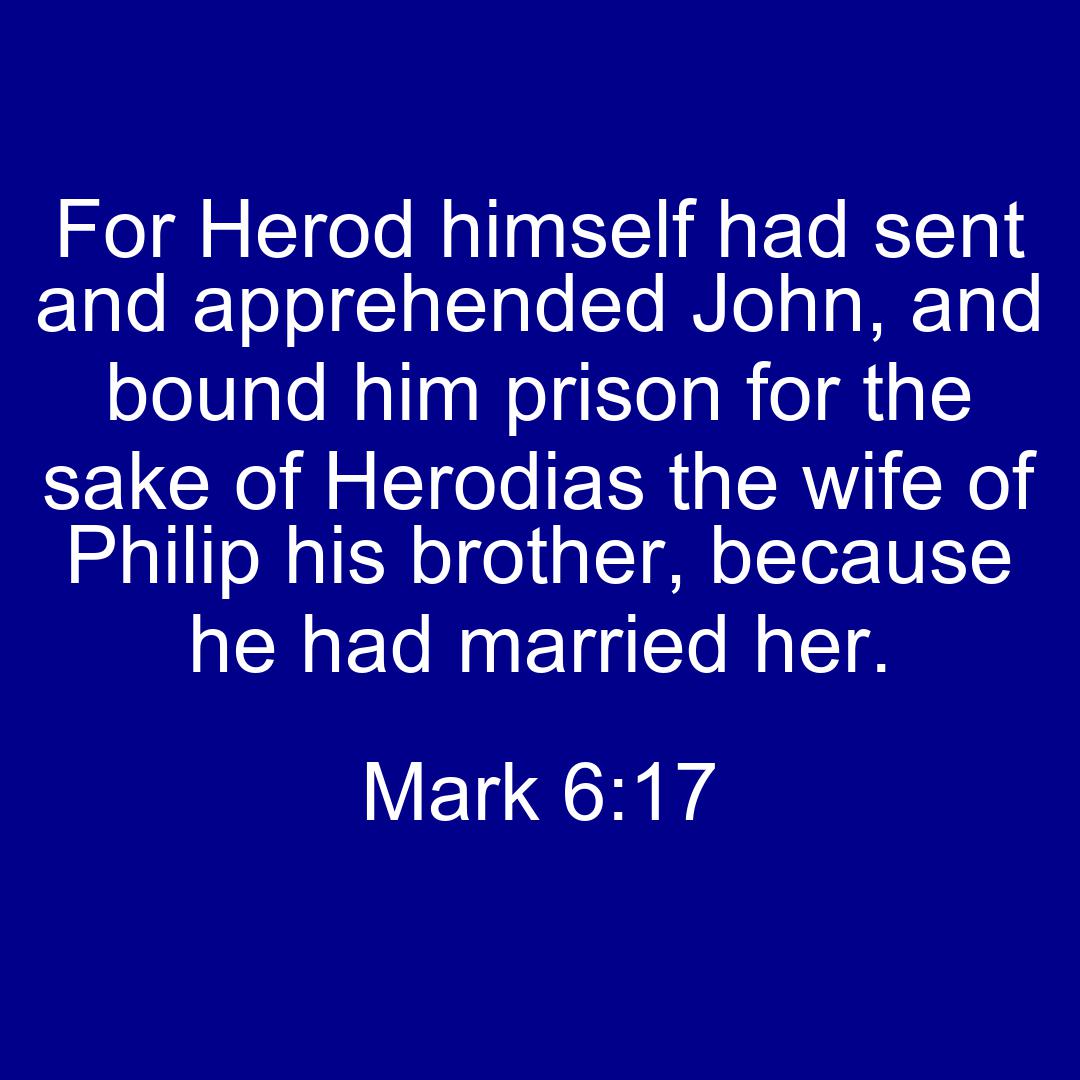 For Herod himself had sent
and apprehended John, and
bound him prison for the
sake of Herodias the wife of
Philip his brother, because
he had married her.
Mark 6:17